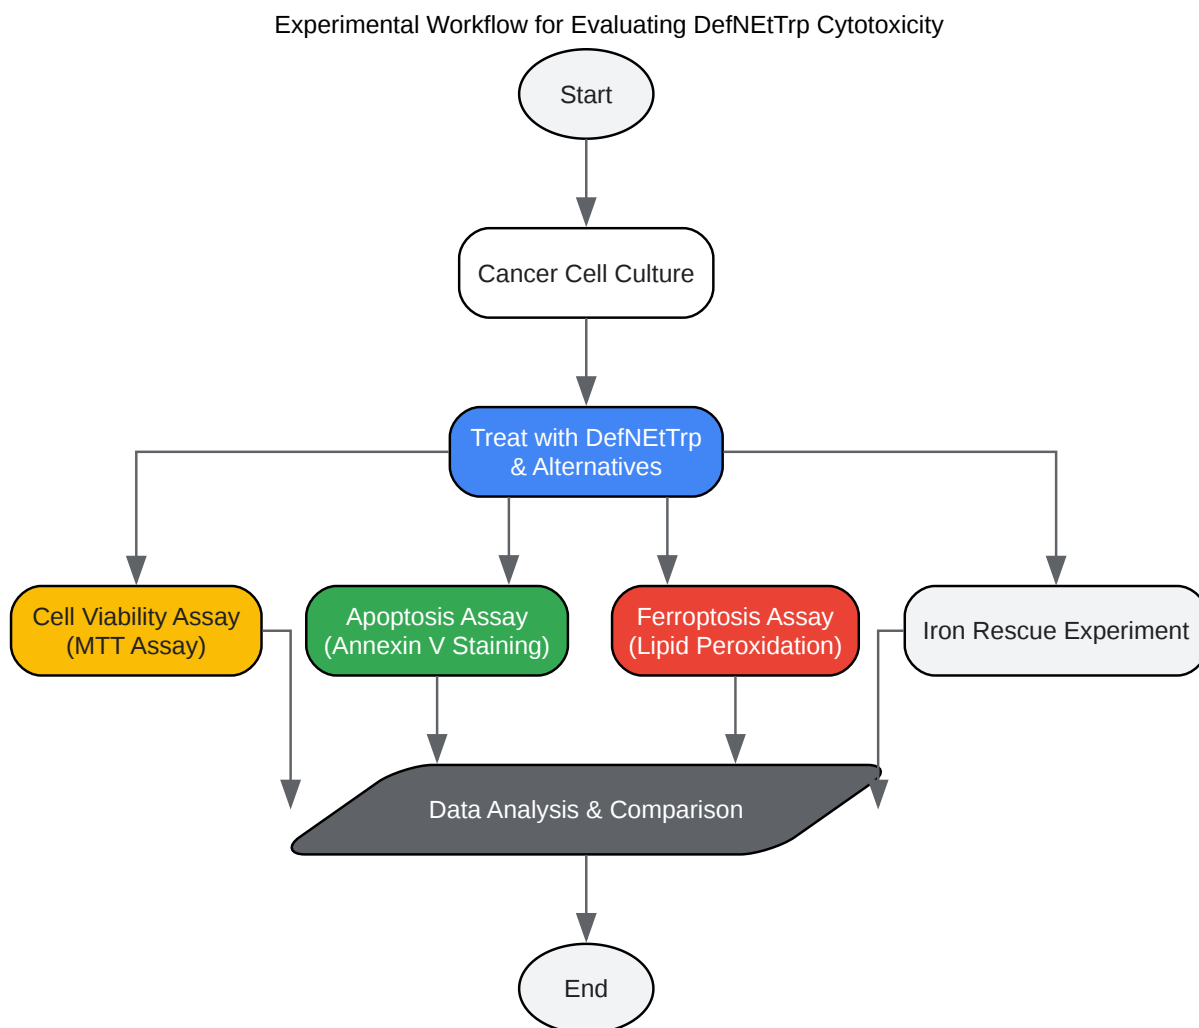 Experimental Workflow for Evaluating DefNEtTrp Cytotoxicity
Start
Cancer Cell Culture
Treat with DefNEtTrp
& Alternatives
Cell Viability Assay
(MTT Assay)
Apoptosis Assay
(Annexin V Staining)
Ferroptosis Assay
(Lipid Peroxidation)
Iron Rescue Experiment
Data Analysis & Comparison
End